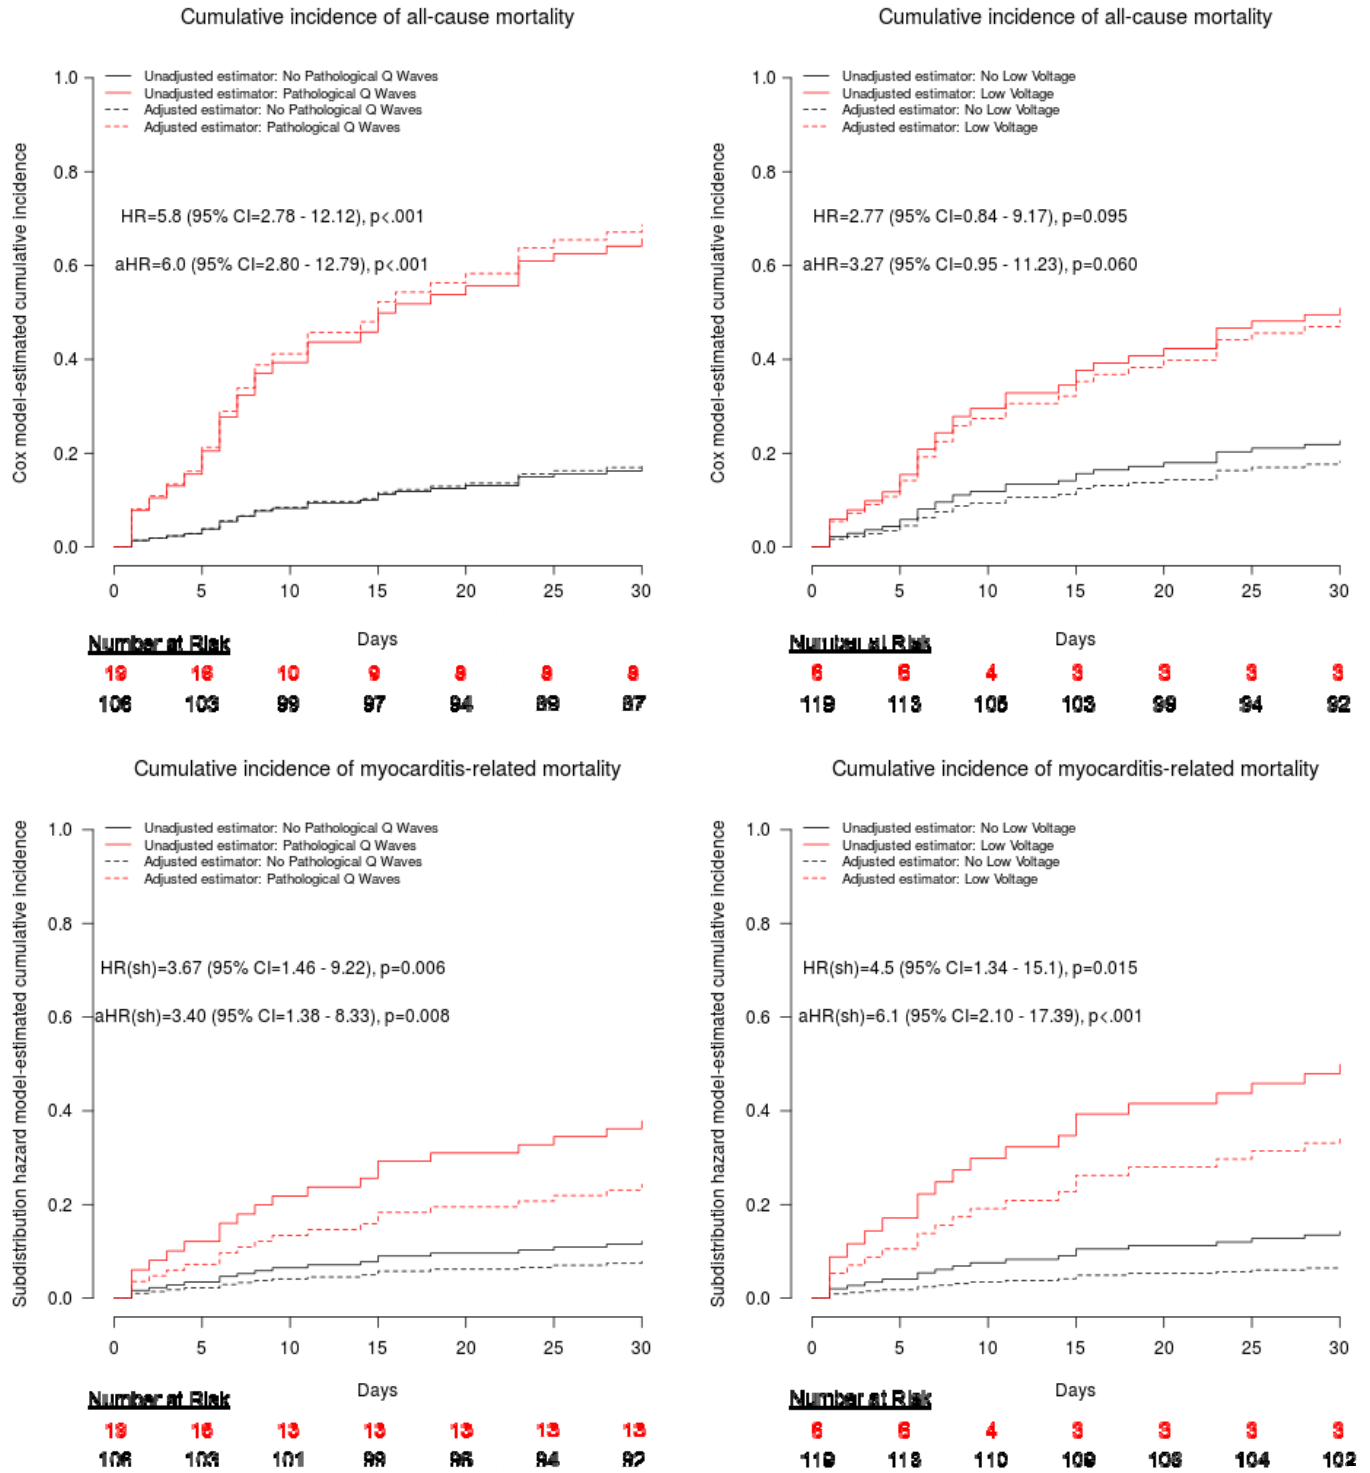 Cumulative incidence of all-cause mortality
Cox model-estimated cumulative incidence
1.0
0.8
0.6
0.4
0.2
0.0
Unadjusted estimator: No Pathological Q Waves
Unadjusted estimator: Pathological Q Waves
Adjusted estimator: No Pathological Q Waves
Adjusted estimator: Pathological Q Waves
HR=5.8 (95% CI=2.78 - 12.12), p<.001
aHR=6.0 (95% CI=2.80 - 12.79), p<.001
0 5 10 15 20 25 30
Days
Number at Risk
19 16 10 9 8 8 8
106 103 99 97 94 89 87
Cumulative incidence of all-cause mortality
Cox model-estimated cumulative incidence
1.0
0.8
0.6
0.4
0.2
0.0
Unadjusted estimator: No Low Voltage
Unadjusted estimator: Low Voltage
Adjusted estimator: No Low Voltage
Adjusted estimator: Low Voltage
HR=2.77 (95% CI=0.84 - 9.17), p=0.095
aHR=3.27 (95% CI=0.95 - 11.23), p=0.060
0 5 10 15 20 25 30
Days
Number at Risk
6 6 4 3 3 3 3
119 113 105 103 99 94 92
Cumulative incidence of myocarditis-related mortality
Subdistribution hazard model-estimated cumulative incidence
1.0
0.8
0.6
0.4
0.2
0.0
Unadjusted estimator: No Pathological Q Waves
Unadjusted estimator: Pathological Q Waves
Adjusted estimator: No Pathological Q Waves
Adjusted estimator: Pathological Q Waves
HR(sh)=3.67 (95% CI=1.46 - 9.22), p=0.006
aHR(sh)=3.40 (95% CI=1.38 - 8.33), p=0.008
0 5 10 15 20 25 30
Days
Number at Risk
19 16 13 13 13 13 13
106 103 101 99 94 92
Cumulative incidence of myocarditis-related mortality
Subdistribution hazard model-estimated cumulative incidence
1.0
0.8
0.6
0.4
0.2
0.0
Unadjusted estimator: No Low Voltage
Unadjusted estimator: Low Voltage
Adjusted estimator: No Low Voltage
Adjusted estimator: Low Voltage
HR(sh)=4.5 (95% CI=1.34 - 15.1), p=0.015
aHR(sh)=6.1 (95% CI=2.10 - 17.39), p<.001
0 5 10 15 20 25 30
Days
Number at Risk
6 6 4 3 3 3 3
119 113 110 109 104 102